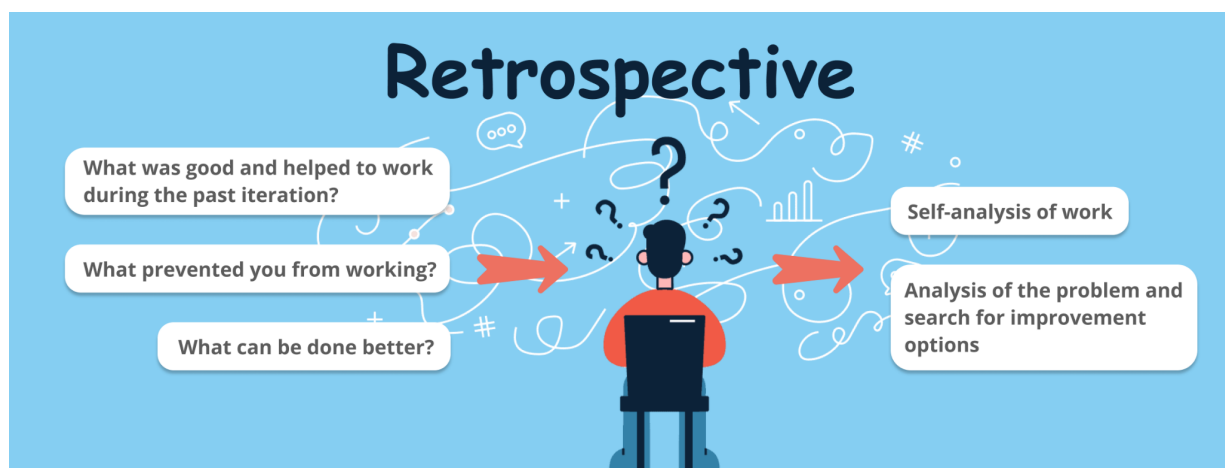 Retrospective
What was good and helped to work
during the past iteration?
What prevented you from working?
What can be done better?
Self-analysis of work
Analysis of the problem and
search for improvement
options